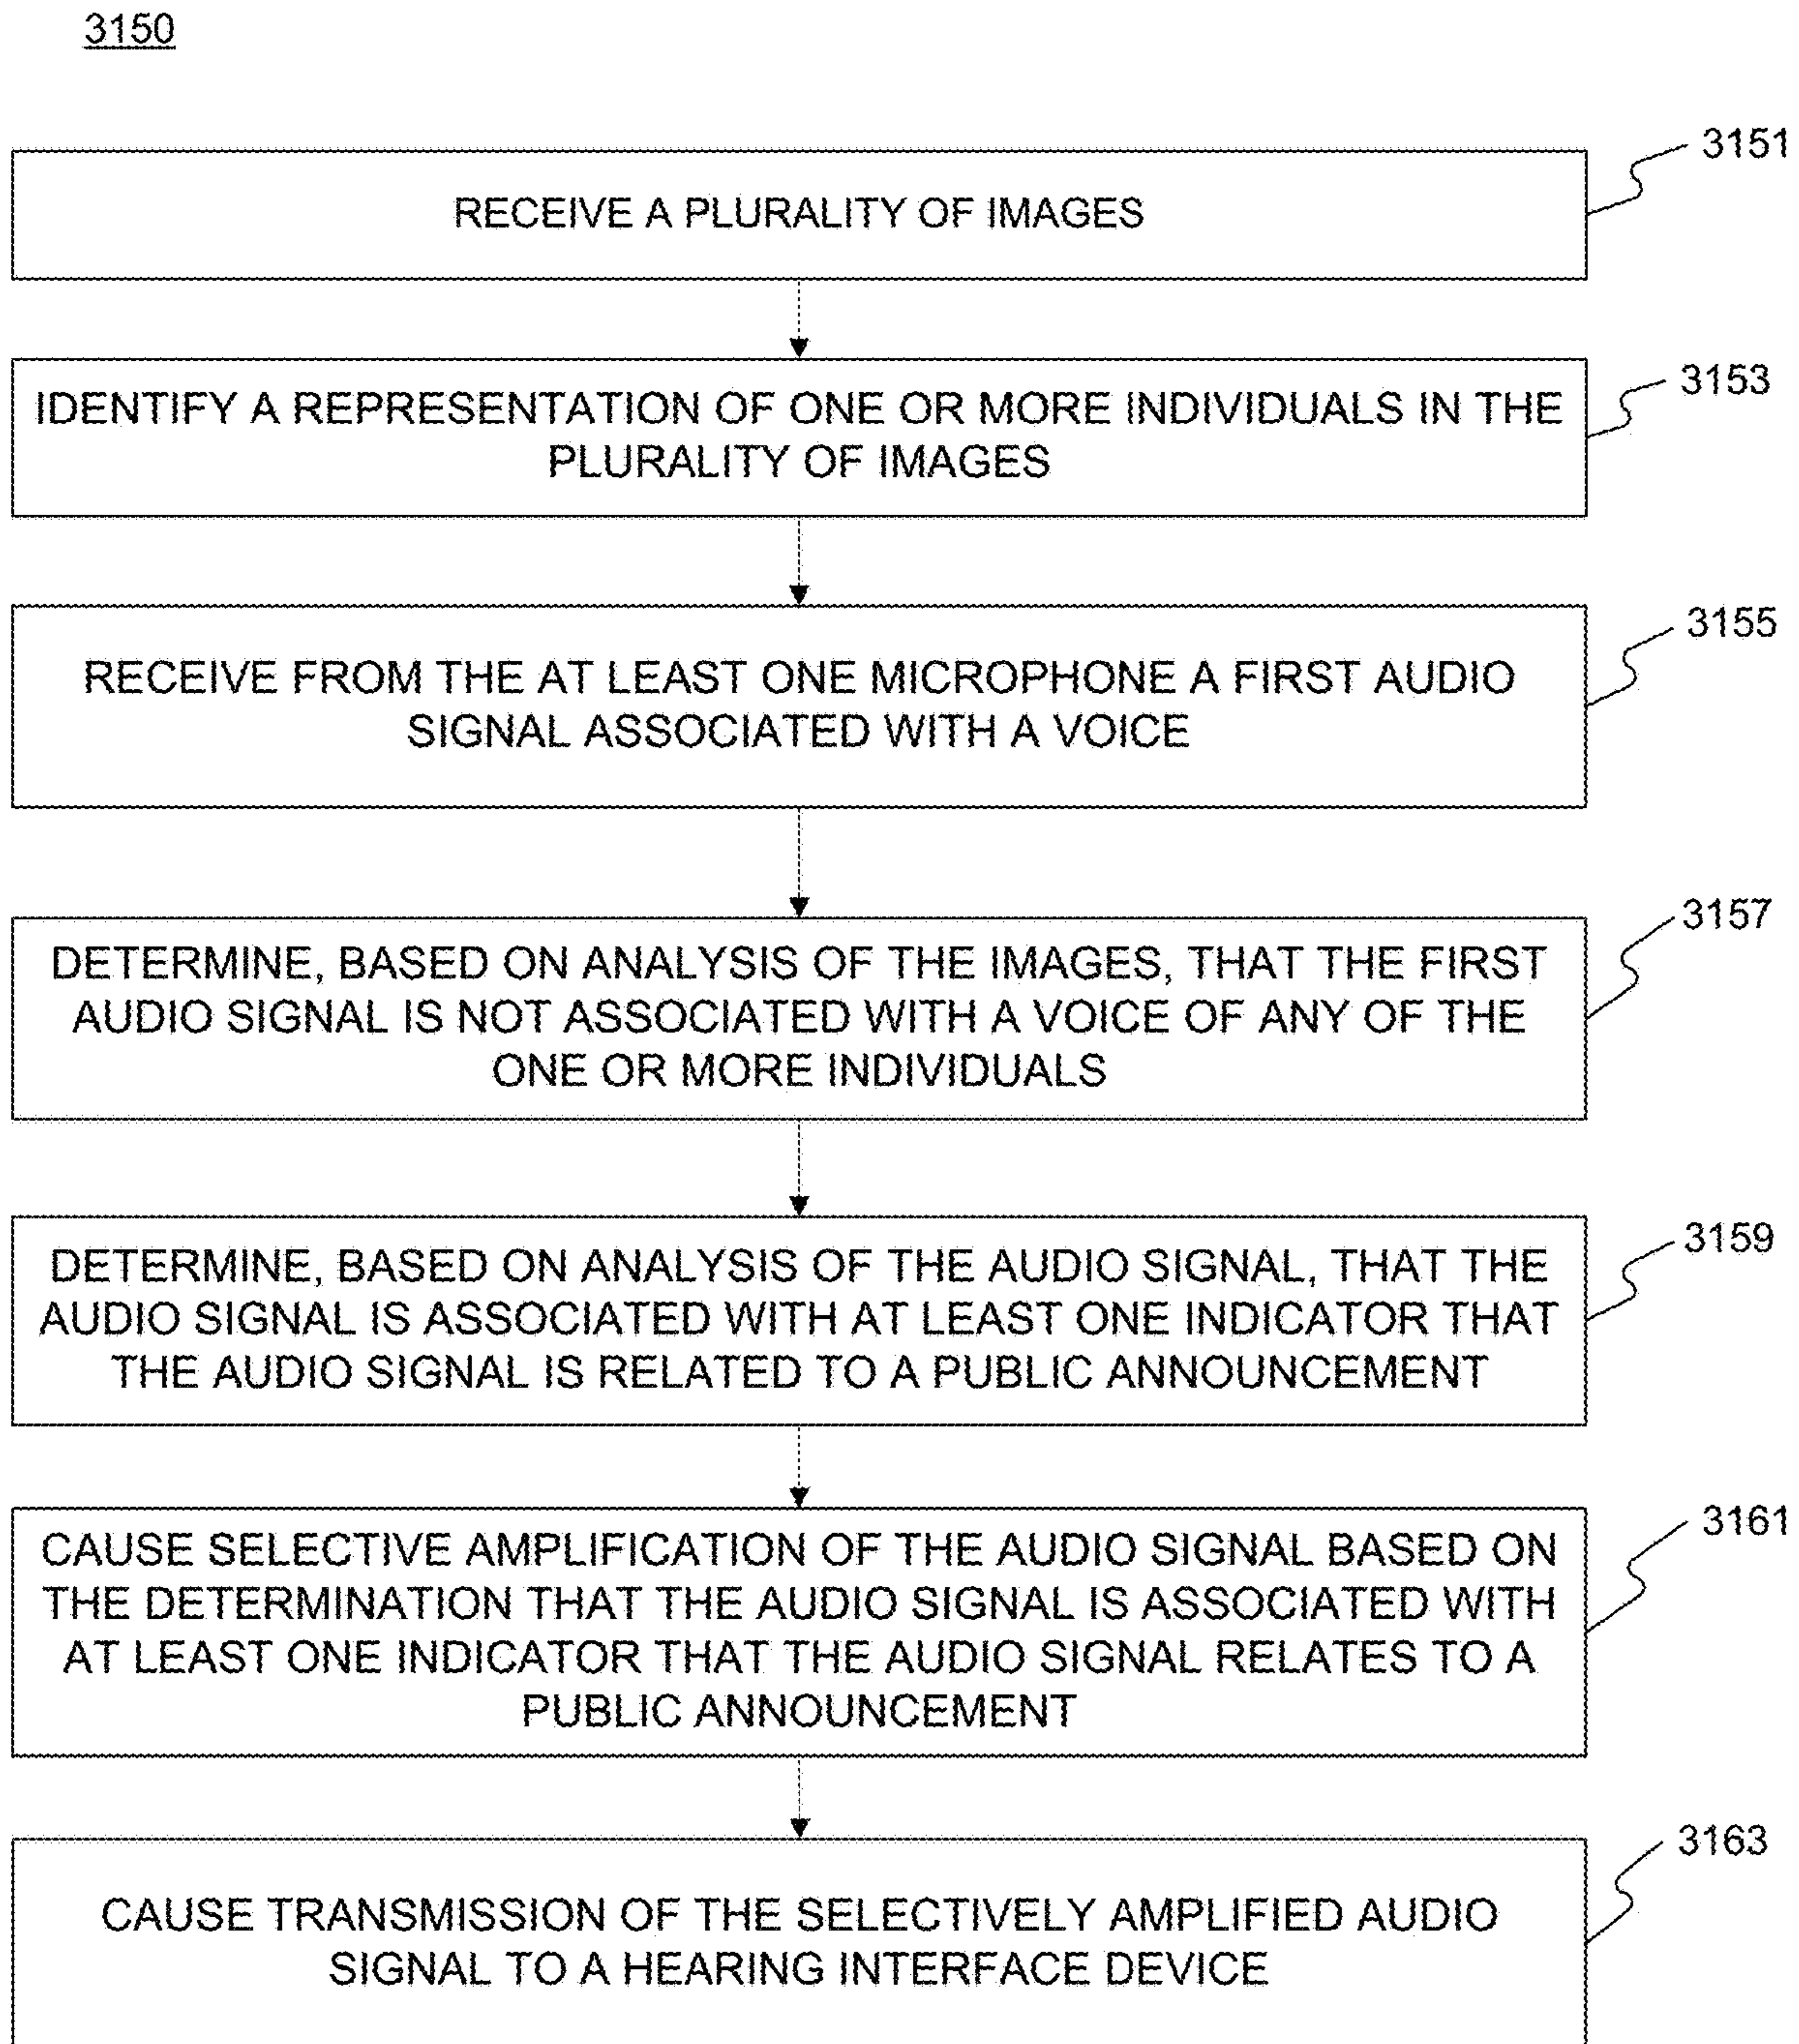 3150
3151
RECEIVE A PLURALITY OF IMAGES
3153
IDENTIFY A REPRESENTATION OF ONE OR MORE INDIVIDUALS IN THE
PLURALITY OF IMAGES
3155
RECEIVE FROM THE AT LEAST ONE MICROPHONE A FIRST AUDIO
SIGNAL ASSOCIATED WITH A VOICE
3157
DETERMINE, BASED ON ANALYSIS OF THE IMAGES, THAT THE FIRST
AUDIO SIGNAL IS NOT ASSOCIATED WITH A VOICE OF ANY OF THE
ONE OR MORE INDIVIDUALS
3159
DETERMINE, BASED ON ANALYSIS OF THE AUDIO SIGNAL, THAT THE
AUDIO SIGNAL IS ASSOCIATED WITH AT LEAST ONE INDICATOR THAT
THE AUDIO SIGNAL IS RELATED TO A PUBLIC ANNOUNCEMENT
3161
CAUSE SELECTIVE AMPLIFICATION OF THE AUDIO SIGNAL BASED ON
THE DETERMINATION THAT THE AUDIO SIGNAL IS ASSOCIATED WITH
AT LEAST ONE INDICATOR THAT THE AUDIO SIGNAL RELATES TO A
PUBLIC ANNOUNCEMENT
3163
CAUSE TRANSMISSION OF THE SELECTIVELY AMPLIFIED AUDIO
SIGNAL TO A HEARING INTERFACE DEVICE